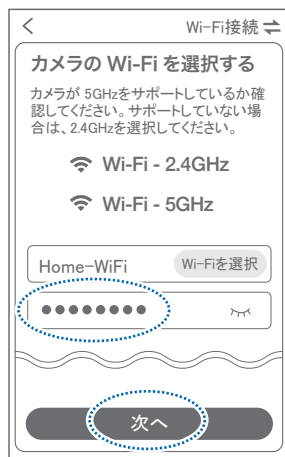 Wi-Fi接続
カメラの Wi-Fi を選択する
カメラが 5GHzをサポートしているか確
認してください。サポートしていない場
合は、2.4GHzを選択してください。
Wi-Fi - 2.4GHz
Wi-Fi - 5GHz
Home-WiFi Wi-Fiを選択
次へ